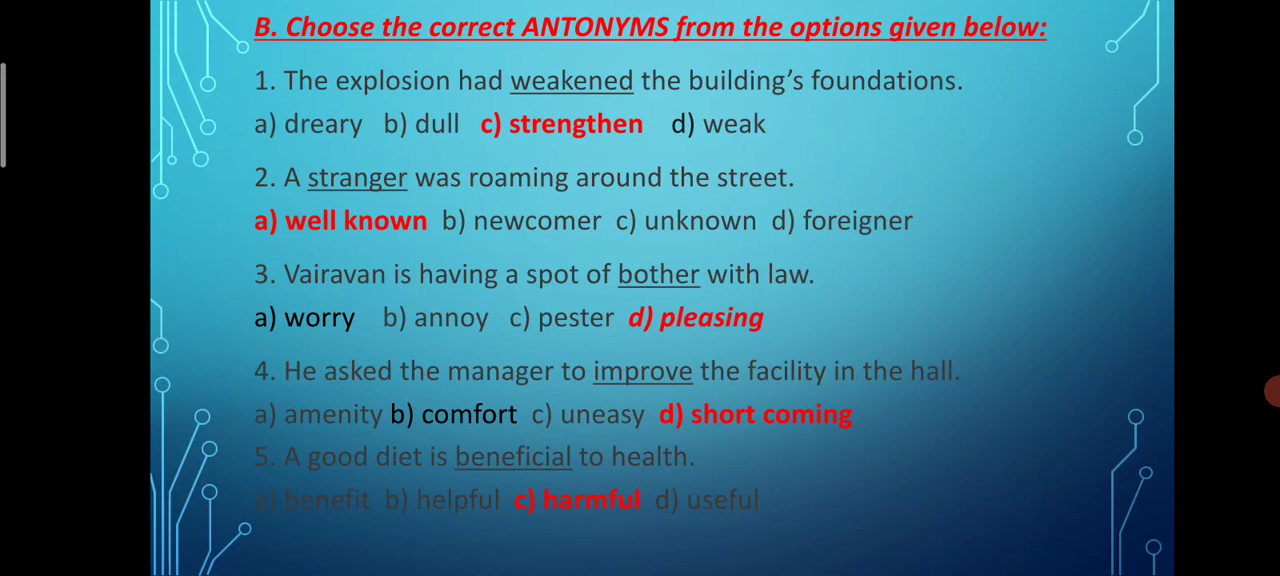 B. Choose the correct ANTONYMS from the options given below:
1. The explosion had weakened the building’s foundations.
a) dreary b) dull c) strengthen d) weak
2. A stranger was roaming around the street.
a) well known b) newcomer c) unknown d) foreigner
3. Vairavan is having a spot of bother with law.
a) worry b) annoy c) pester d) pleasing
4. He asked the manager to improve the facility in the hall.
a) amenity b) comfort c) uneasy d) short coming
5. A good diet is beneficial to health.
a) benefit b) helpful c) harmful d) useful